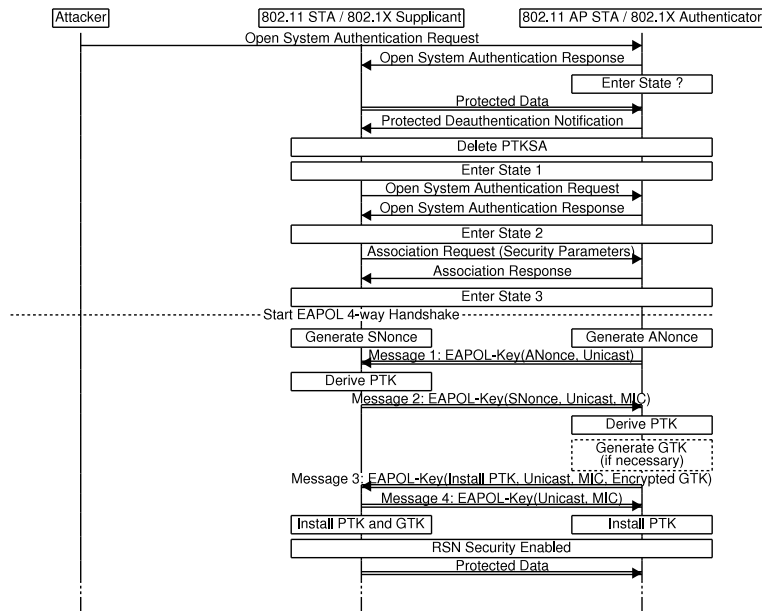 Attacker
802.11 STA / 802.1X Supplicant
802.11 AP STA / 802.1X Authenticator
Open System Authentication Request
Open System Authentication Response
Enter State ?
Protected Data
Protected Deauthentication Notification
Delete PTKSA
Enter State 1
Open System Authentication Request
Open System Authentication Response
Enter State 2
Association Request (Security Parameters)
Association Response
Enter State 3
Start EAPOL 4-way Handshake
Generate SNonce
Generate ANonce
Message 1: EAPOL-Key(ANonce, Unicast)
Derive PTK
Message 2: EAPOL-Key(SNonce, Unicast, MIC)
Derive PTK
Generate GTK
(if necessary)
Message 3: EAPOL-Key(Install PTK, Unicast, MIC, Encrypted GTK)
Message 4: EAPOL-Key(Unicast, MIC)
Install PTK and GTK
Install PTK
RSN Security Enabled
Protected Data